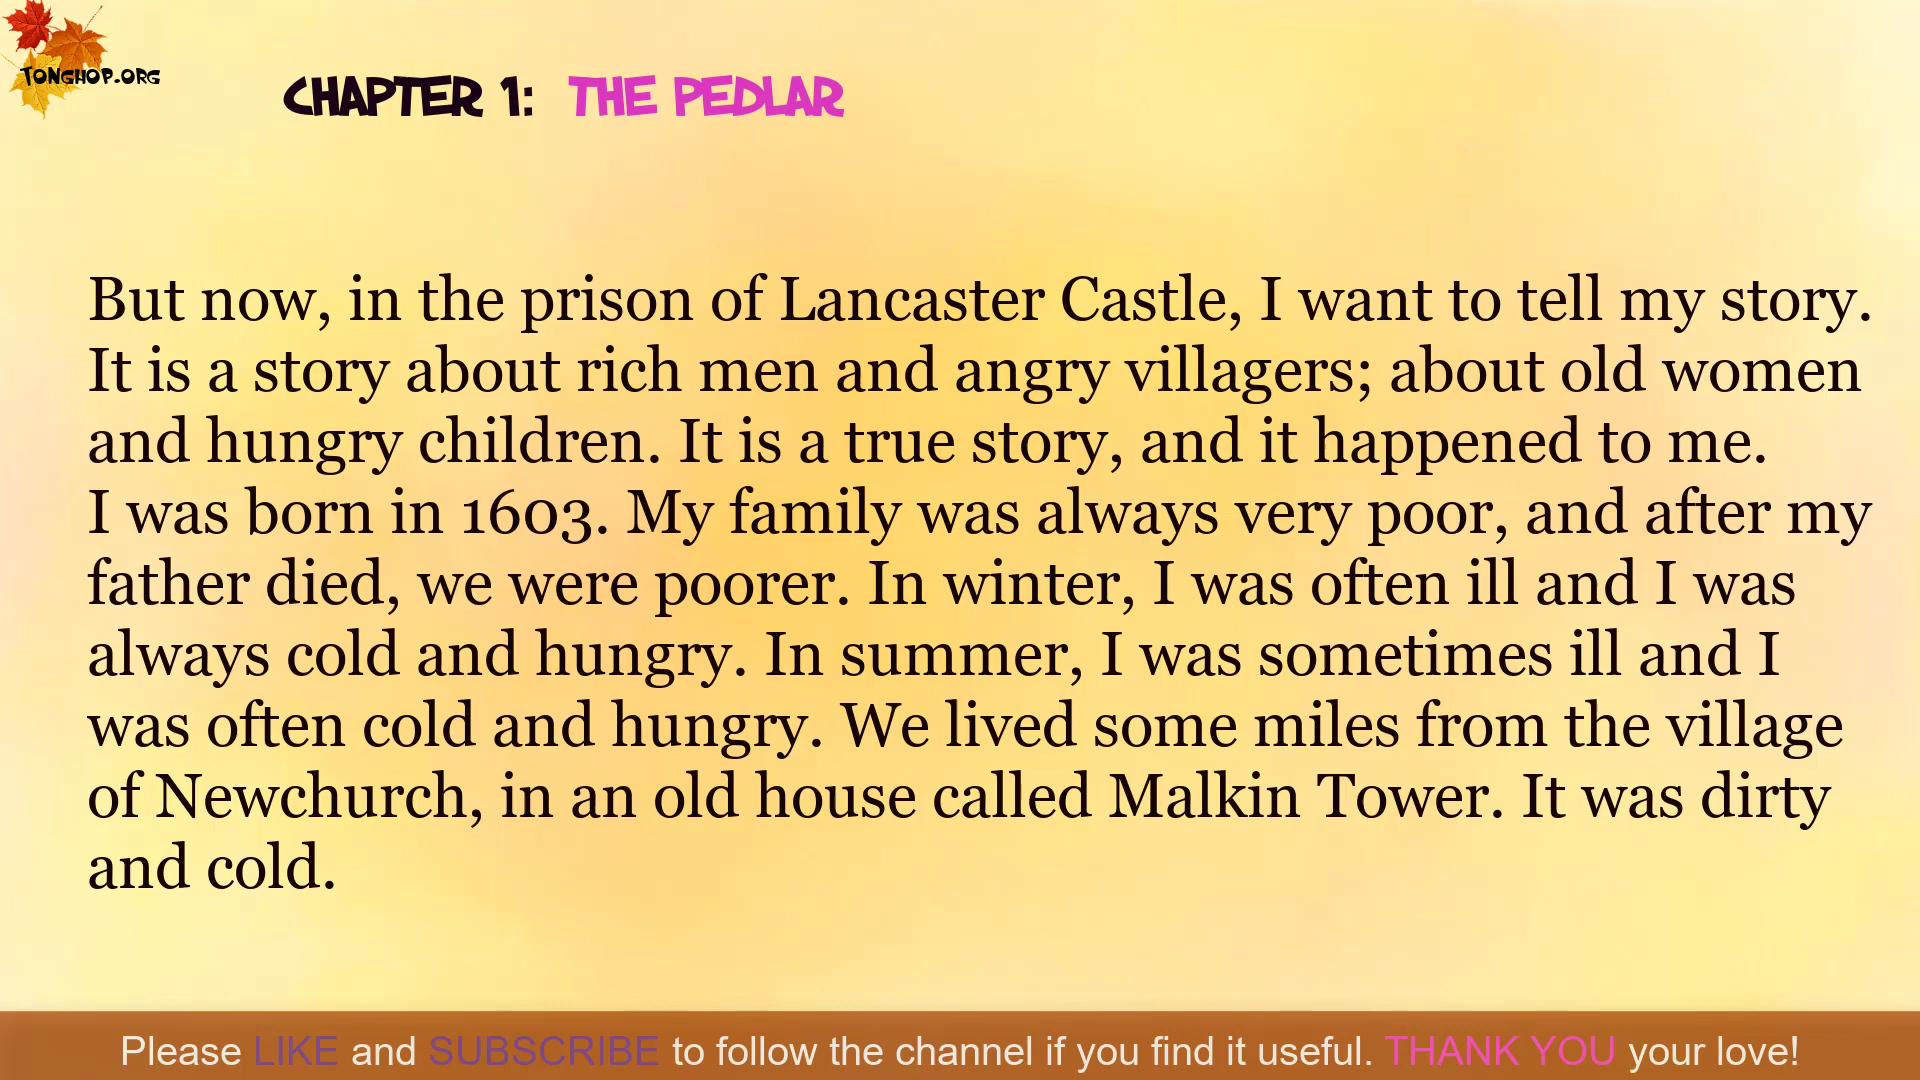 TONGHOP.ORG
CHAPTER 1: THE PEDLAR
But now, in the prison of Lancaster Castle, I want to tell my story.
It is a story about rich men and angry villagers; about old women
and hungry children. It is a true story, and it happened to me.
I was born in 1603. My family was always very poor, and after my
father died, we were poorer. In winter, I was often ill and I was
always cold and hungry. In summer, I was sometimes ill and I
was often cold and hungry. We lived some miles from the village
of Newchurch, in an old house called Malkin Tower. It was dirty
and cold.
Please LIKE and SUBSCRIBE to follow the channel if you find it useful. THANK YOU your love!